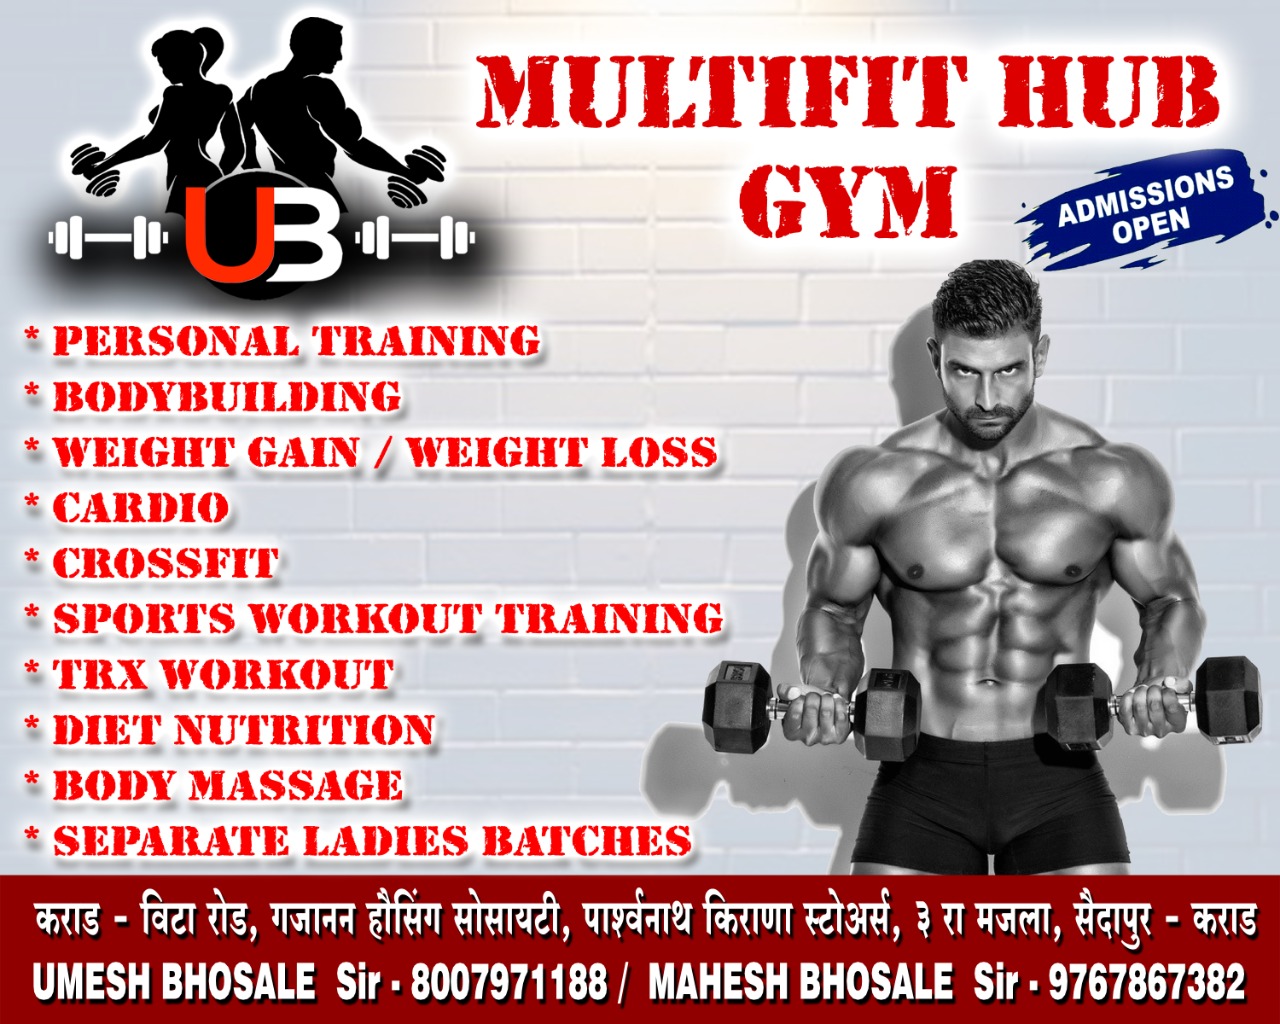 MULTIFIT HUB
GYM
ADMISSIONS
OPEN
UB
* PERSONAL TRAINING
* BODYBUILDING
* WEIGHT GAIN / WEIGHT LOSS
* CARDIO
* CROSSFIT
* SPORTS WORKOUT TRAINING
* TRX WORKOUT
* DIET NUTRITION
* BODY MASSAGE
* SEPARATE LADIES BATCHES
कराड - विटा रोड, गजानन हौसिंग सोसायटी, पार्श्वनाथ किराणा स्टोअर्स, ३ रा मजला, सैदापुर - कराड
UMESH BHOSALE Sir - 8007971188 / MAHESH BHOSALE Sir - 9767867382